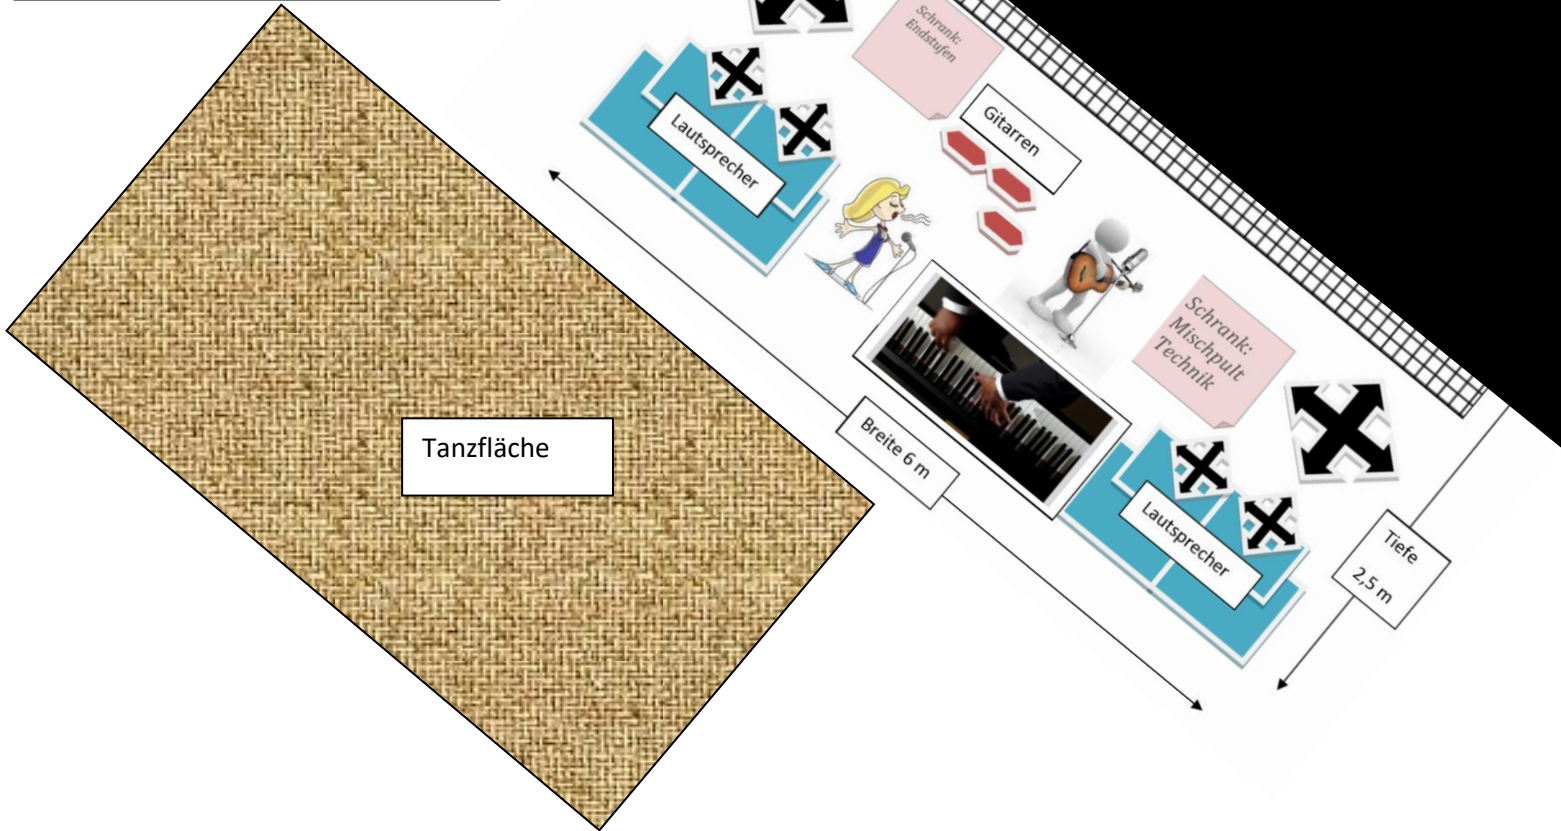 Schrank:
Endstufen
Gitarren
Lautsprecher
Schrank:
Mischpult
Technik
Tanzfläche
Breite 6 m
Lautsprecher
Tiefe
2,5 m